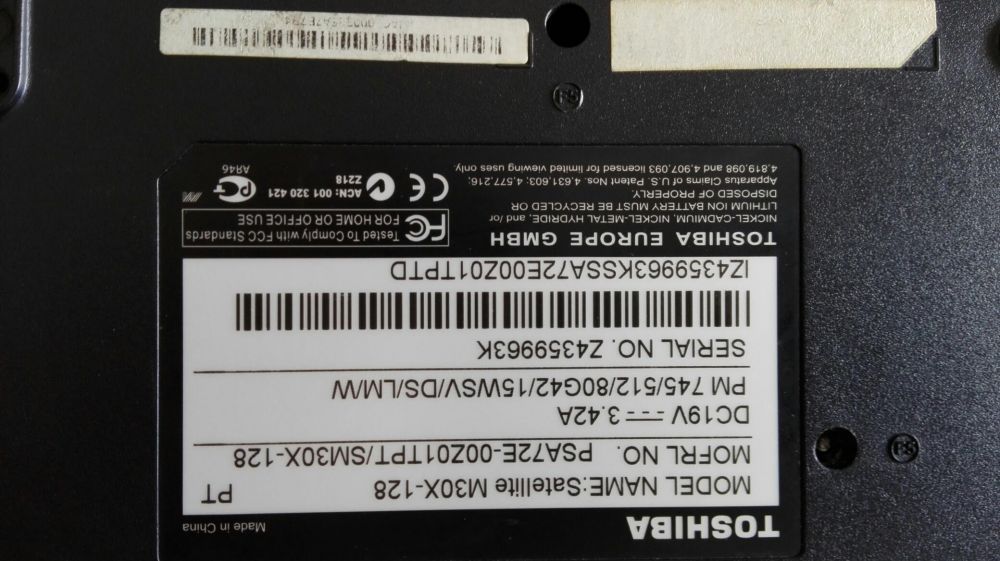 TOSHIBA
Made in China
MODEL NAME:Satellite M30X-128 PT
MDFRL NO. PSA72E-00Z01TPT/SM30X-128
DC19V 3.42A
PM 745/512/80G42/15WSV/DS/LM/W
SERIAL NO. Z4359963K
IZ4359963KSSA72E00Z01TPTD
TOSHIBA EUROPE GMBH
NICKEL-CADMIUM, NICKEL-METAL HYDRIDE, and /or
LITHIUM ION BATTERY MUST BE RECYCLED OR
DISPOSED OF PROPERLY.
Apparatus Claims of U.S. Patent Nos. 4,631,603; 4,577,216;
4,819,098 and 4,907,093 licensed for limited viewing uses only.
FC Tested To Comply With FCC Standards
FOR HOME OR OFFICE USE
CE
ACN: 001 320 421
Z218
AR46
F5
F8